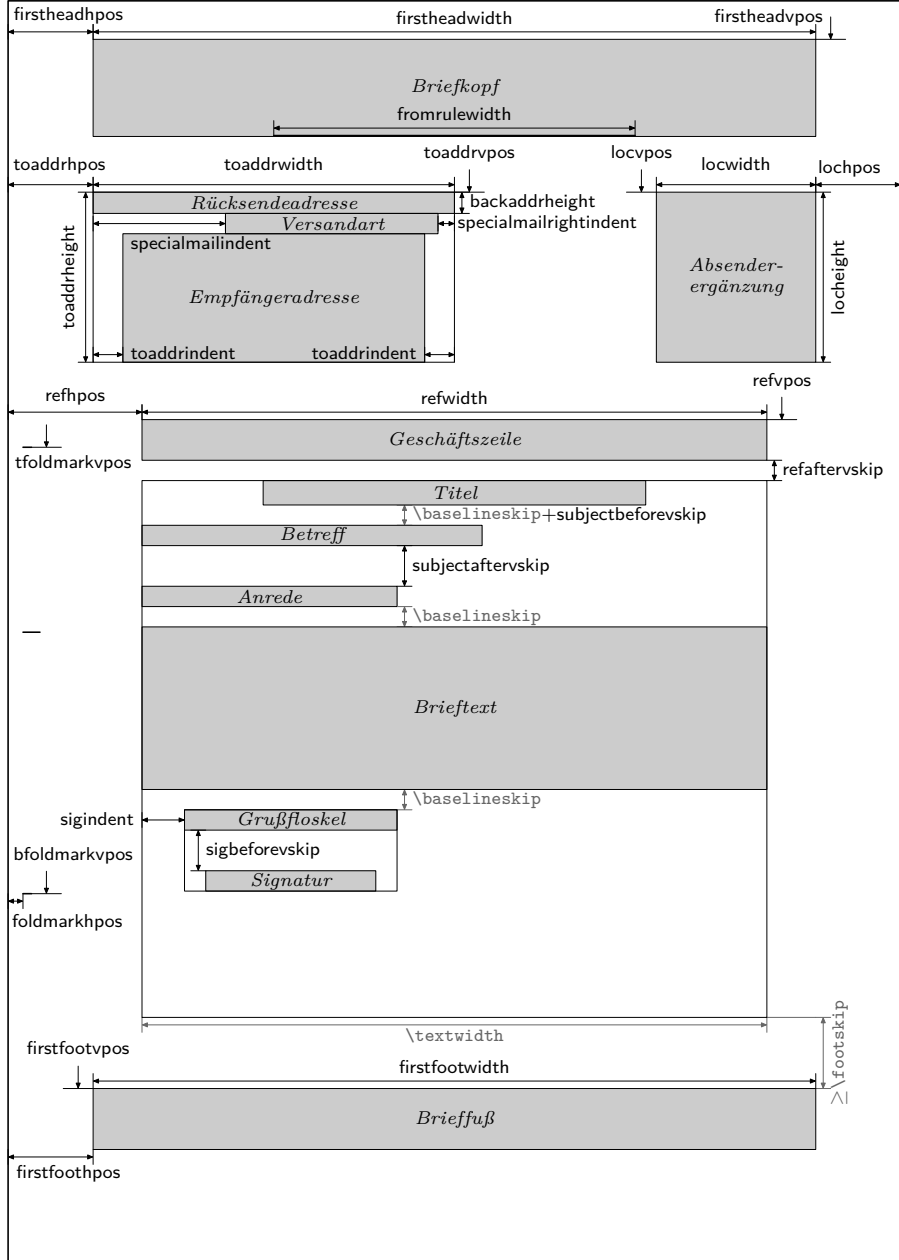 firstheadhpos
firstheadwidth
firstheadvpos
Briefkopf
fromrulewidth
toaddrhpos
toaddrwidth
toaddrvpos
locvpos
locwidth
lochpos
Rücksendeadresse
backaddrheight
Versandart
specialmailrightindent
specialmailindent
toaddrheight
Empfängeradresse
Absender-
ergänzung
locheight
toaddrindent
toaddrindent
refvpos
refhpos
refwidth
Geschäftszeile
tfoldmarkvpos
refaftervskip
Titel
\baselineskip+subjectbeforevskip
Betreff
subjectaftervskip
Anrede
\baselineskip
Brieftext
\baselineskip
sigindent
Grußfloskel
sigbeforevskip
bfoldmarkvpos
Signatur
foldmarkhpos
\textwidth
≥\footskip
firstfootvpos
firstfootwidth
Brieffuß
firstfoothpos